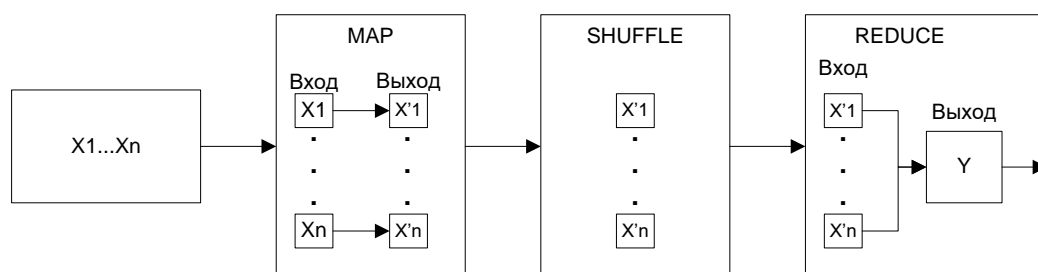 X1...Xn
MAP
Вход Выход
X1 X'1
. .
. .
. .
Xn X'n
SHUFFLE
X'1
.
.
.
X'n
REDUCE
Вход
X'1
.
.
.
X'n
Выход
Y